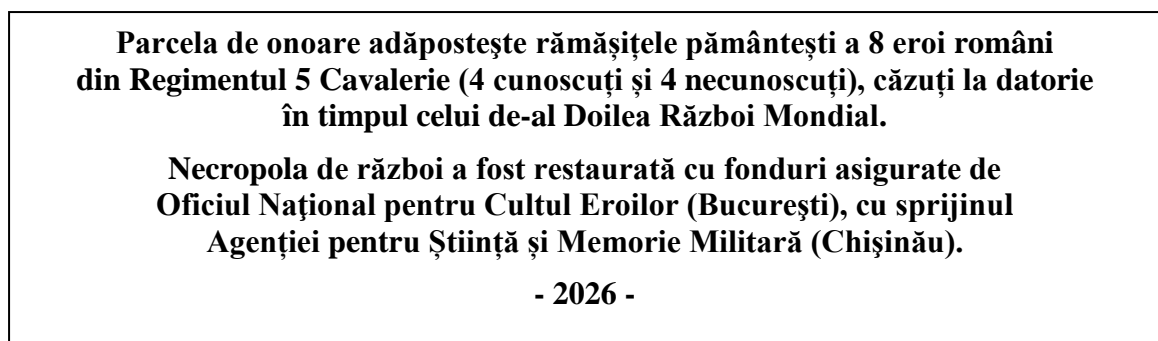 Parcela de onoare adăposteşte rămășițele pământești a 8 eroi români
din Regimentul 5 Cavalerie (4 cunoscuți și 4 necunoscuți), căzuți la datorie
în timpul celui de-al Doilea Război Mondial.
Necropola de război a fost restaurată cu fonduri asigurate de
Oficiul Naţional pentru Cultul Eroilor (Bucureşti), cu sprijinul
Agenției pentru Știință și Memorie Militară (Chişinău).
- 2026 -